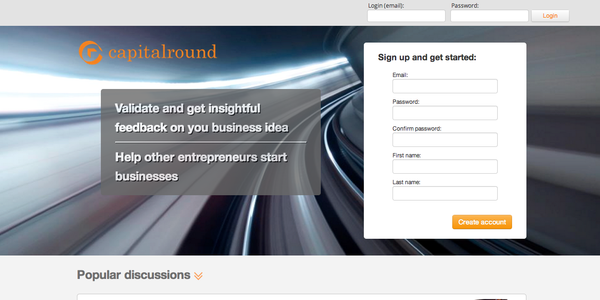 Login (email):
Password:
Login
capitalround
Sign up and get started:
Email:
Password:
Confirm password:
First name:
Last name:
Create account
Validate and get insightful
feedback on you business idea
Help other entrepreneurs start
businesses
Popular discussions